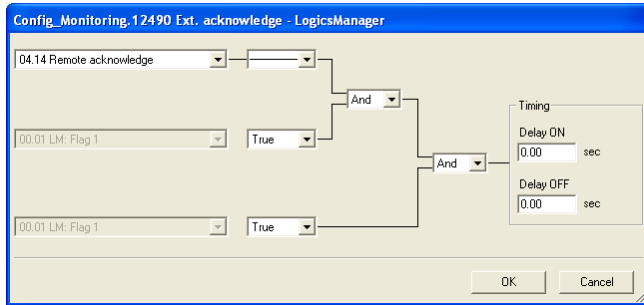 Config_Monitoring.12490 Ext. acknowledge - LogicsManager
04.14 Remote acknowledge
And
Timing
Delay ON
00.01 LM: Flag 1
True
0.00 sec
And
Delay OFF
0.00 sec
00.01 LM: Flag 1
True
OK
Cancel